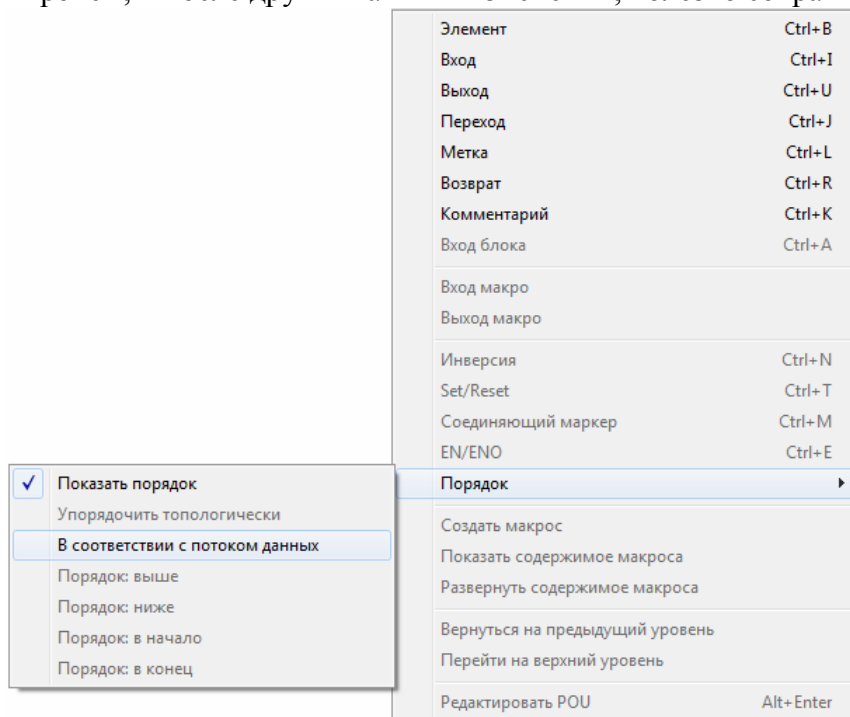 Элемент Ctrl+B
Вход Ctrl+I
Выход Ctrl+U
Переход Ctrl+J
Метка Ctrl+L
Возврат Ctrl+R
Комментарий Ctrl+K
Вход блока Ctrl+A
Вход макро
Выход макро
Инверсия Ctrl+N
Set/Reset Ctrl+T
Соединяющий маркер Ctrl+M
EN/ENO Ctrl+E
Порядок
Показать порядок
Упорядочить топологически
В соответствии с потоком данных
Порядок: выше
Порядок: ниже
Порядок: в начало
Порядок: в конец
Создать макрос
Показать содержимое макроса
Развернуть содержимое макроса
Вернуться на предыдущий уровень
Перейти на верхний уровень
Редактировать POU Alt+Enter